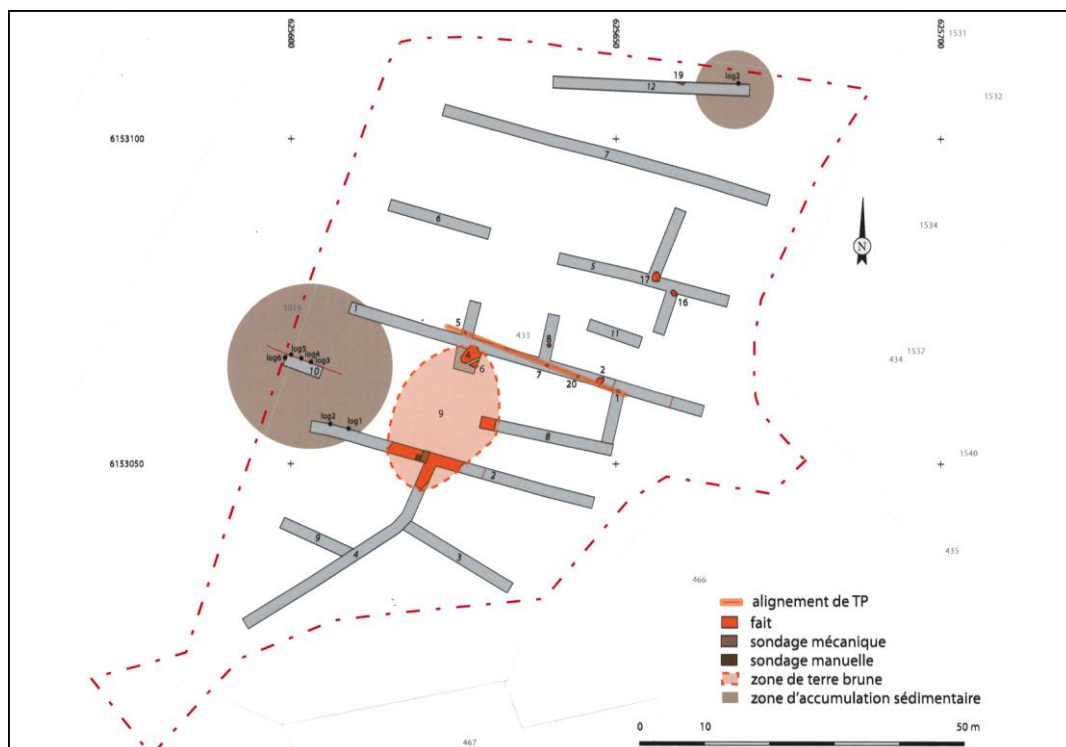 625600
625650
625700
1531
19
log2
12
1532
6153100
7
6
1534
N
5
17
16
1015
1
5
433
8
11
1537
434
log5
log4
log6
log3
10
4
6
7
20
2
1
9
log2
log1
8
6153050
2
1540
9
4
3
435
466
alignement de TP
fait
sondage mécanique
sondage manuelle
zone de terre brune
zone d'accumulation sédimentaire
0 10 50 m
467